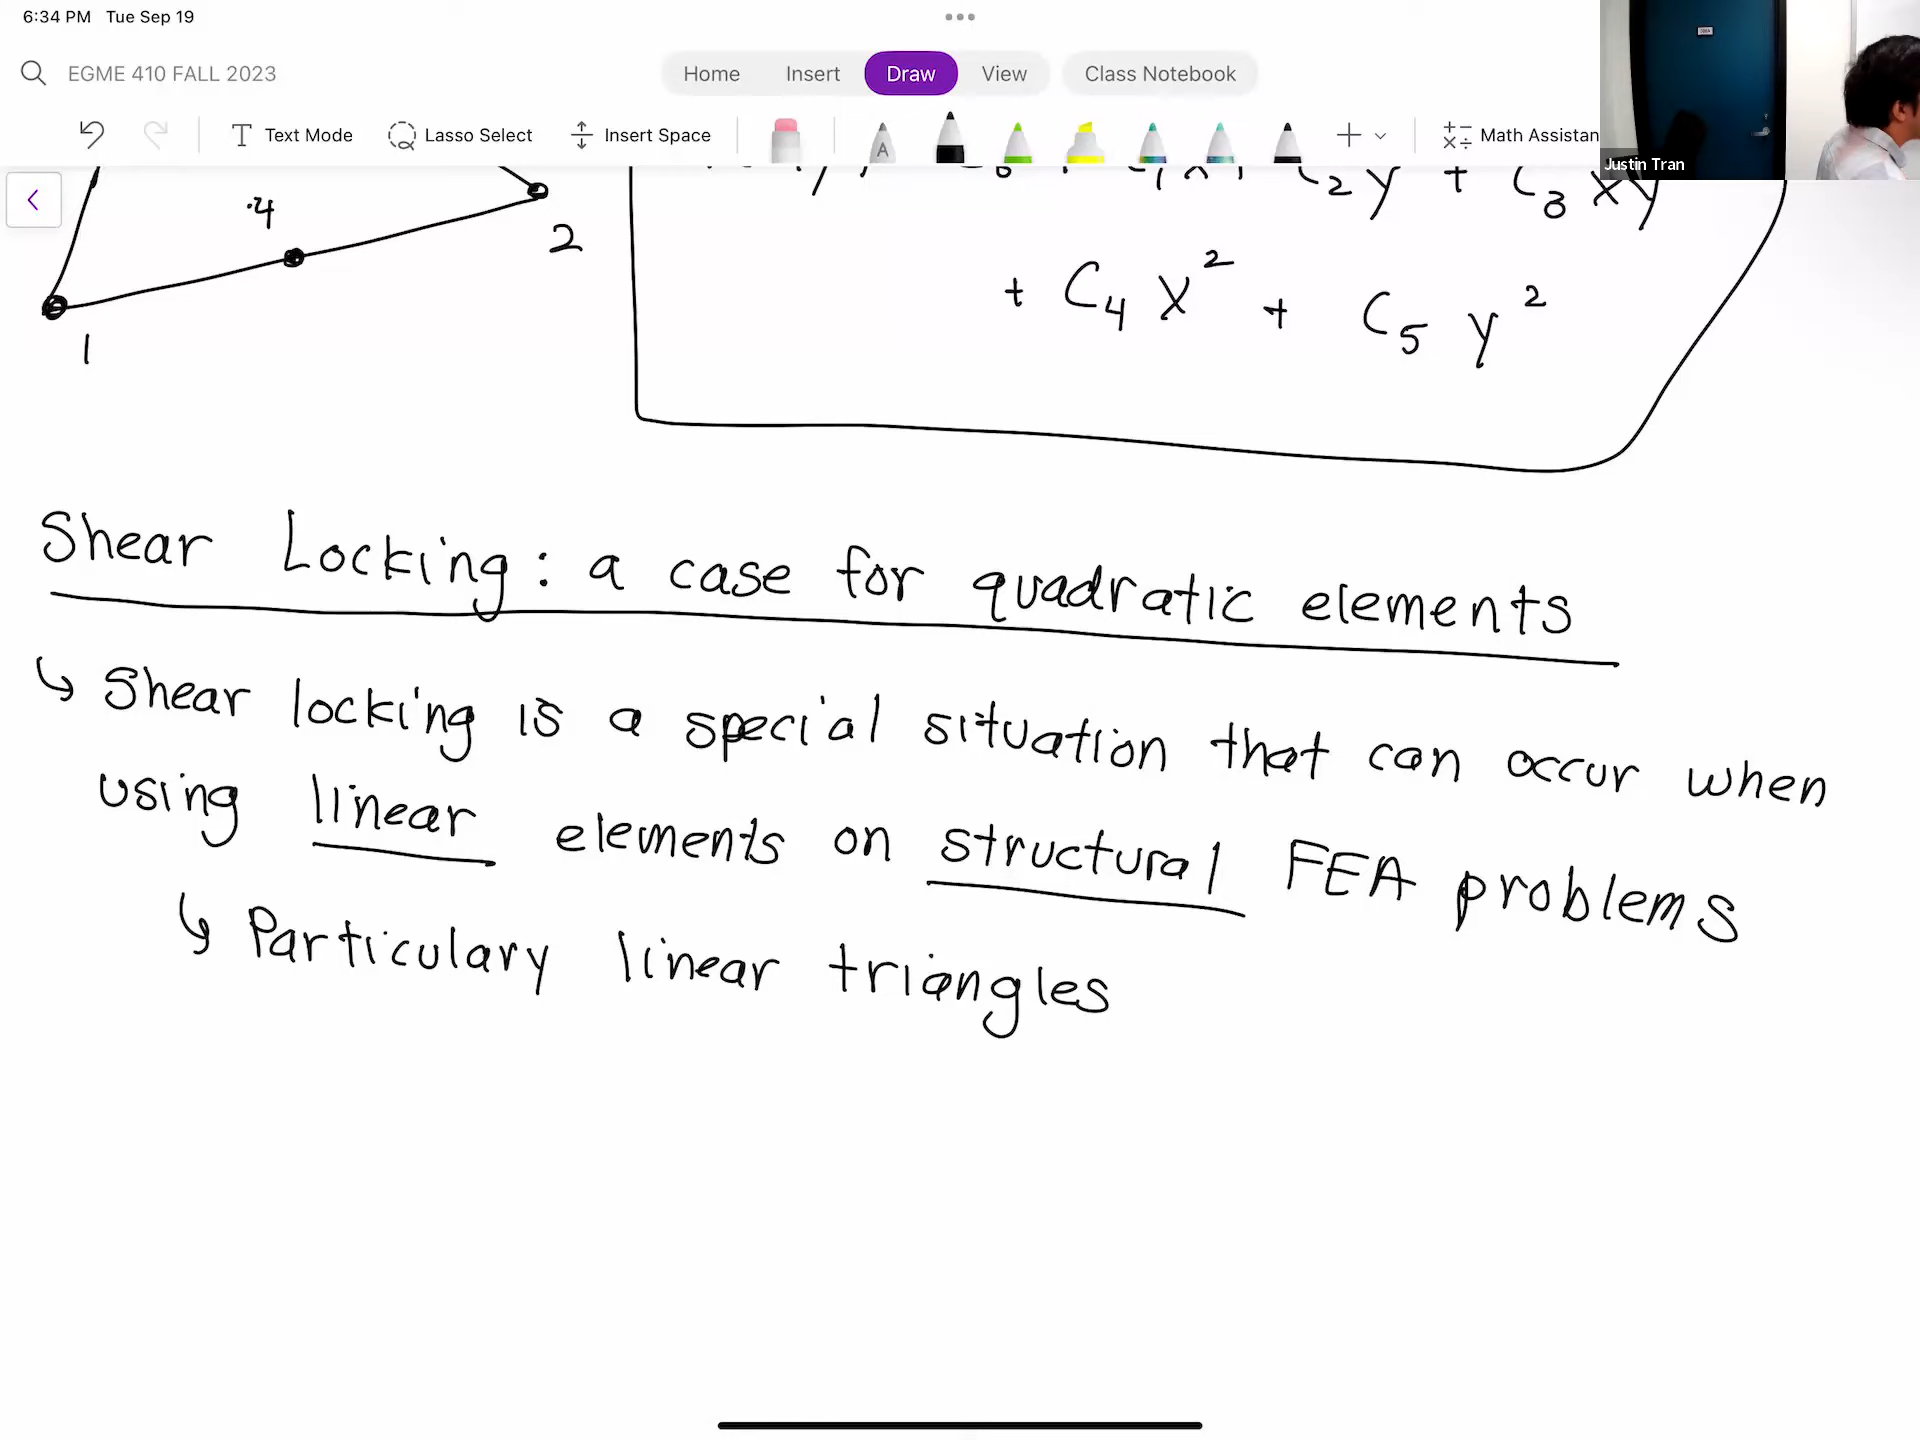 6:34 PM Tue Sep 19
EGME 410 FALL 2023
Home Insert Draw View Class Notebook
Text Mode Lasso Select Insert Space A Math Assistan
Justin Tran
C2y + C3 xy
·4
2
+ C4 x² + C5 y²
1
Shear Locking: a case for quadratic elements
↳ Shear locking is a special situation that can occur when
using linear elements on structural FEA problems
↳ Particulary linear triangles